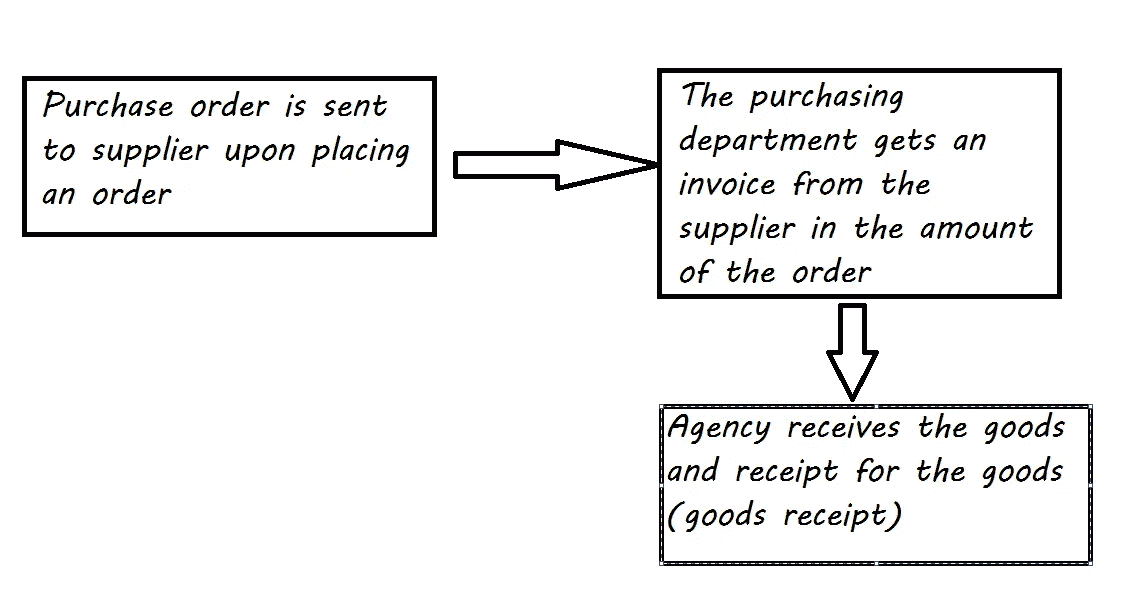 Purchase order is sent
to supplier upon placing
an order
The purchasing
department gets an
invoice from the
supplier in the amount
of the order
Agency receives the goods
and receipt for the goods
(goods receipt)